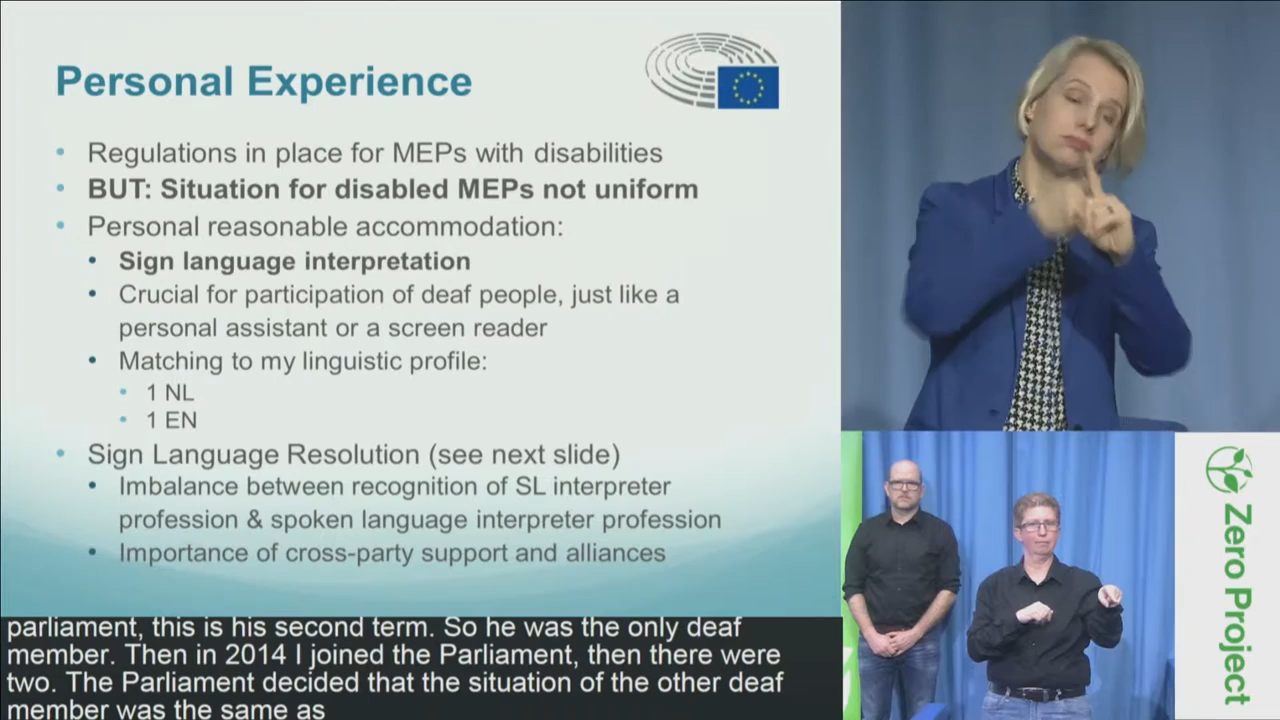 Personal Experience
• Regulations in place for MEPs with disabilities
• BUT: Situation for disabled MEPs not uniform
• Personal reasonable accommodation:
• Sign language interpretation
• Crucial for participation of deaf people, just like a
personal assistant or a screen reader
• Matching to my linguistic profile:
• 1 NL
• 1 EN
• Sign Language Resolution (see next slide)
• Imbalance between recognition of SL interpreter
profession & spoken language interpreter profession
• Importance of cross-party support and alliances
parliament, this is his second term. So he was the only deaf
member. Then in 2014 I joined the Parliament, then there were
two. The Parliament decided that the situation of the other deaf
member was the same as
Zero Project